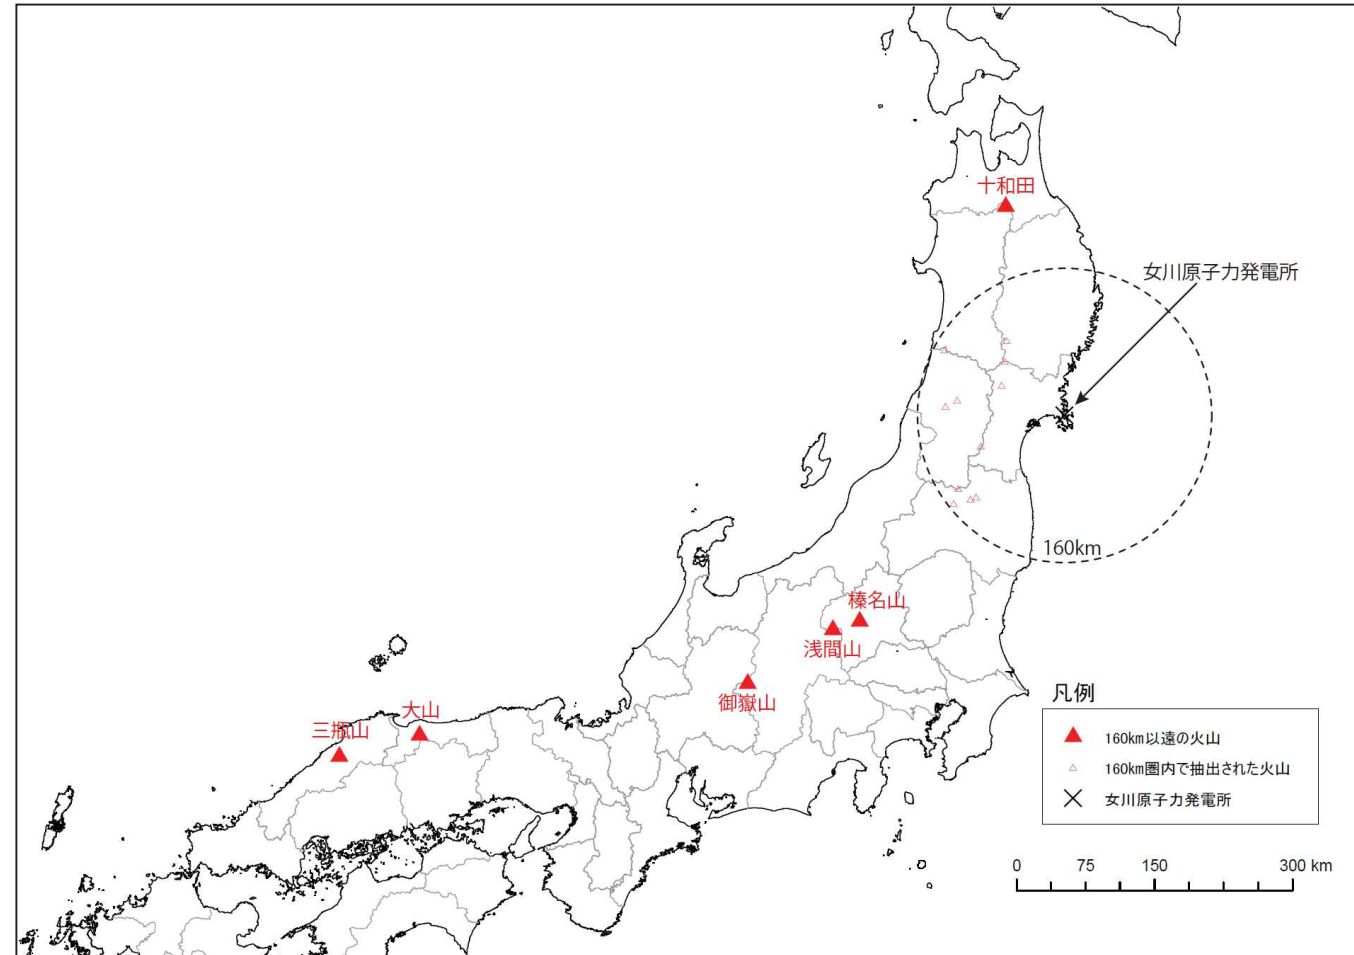 十和田
女川原子力発電所
160km
榛名山
浅間山
御嶽山
大山
三瓶山
凡例
160km以遠の火山
160km圏内で抽出された火山
女川原子力発電所
0 75 150 300 km